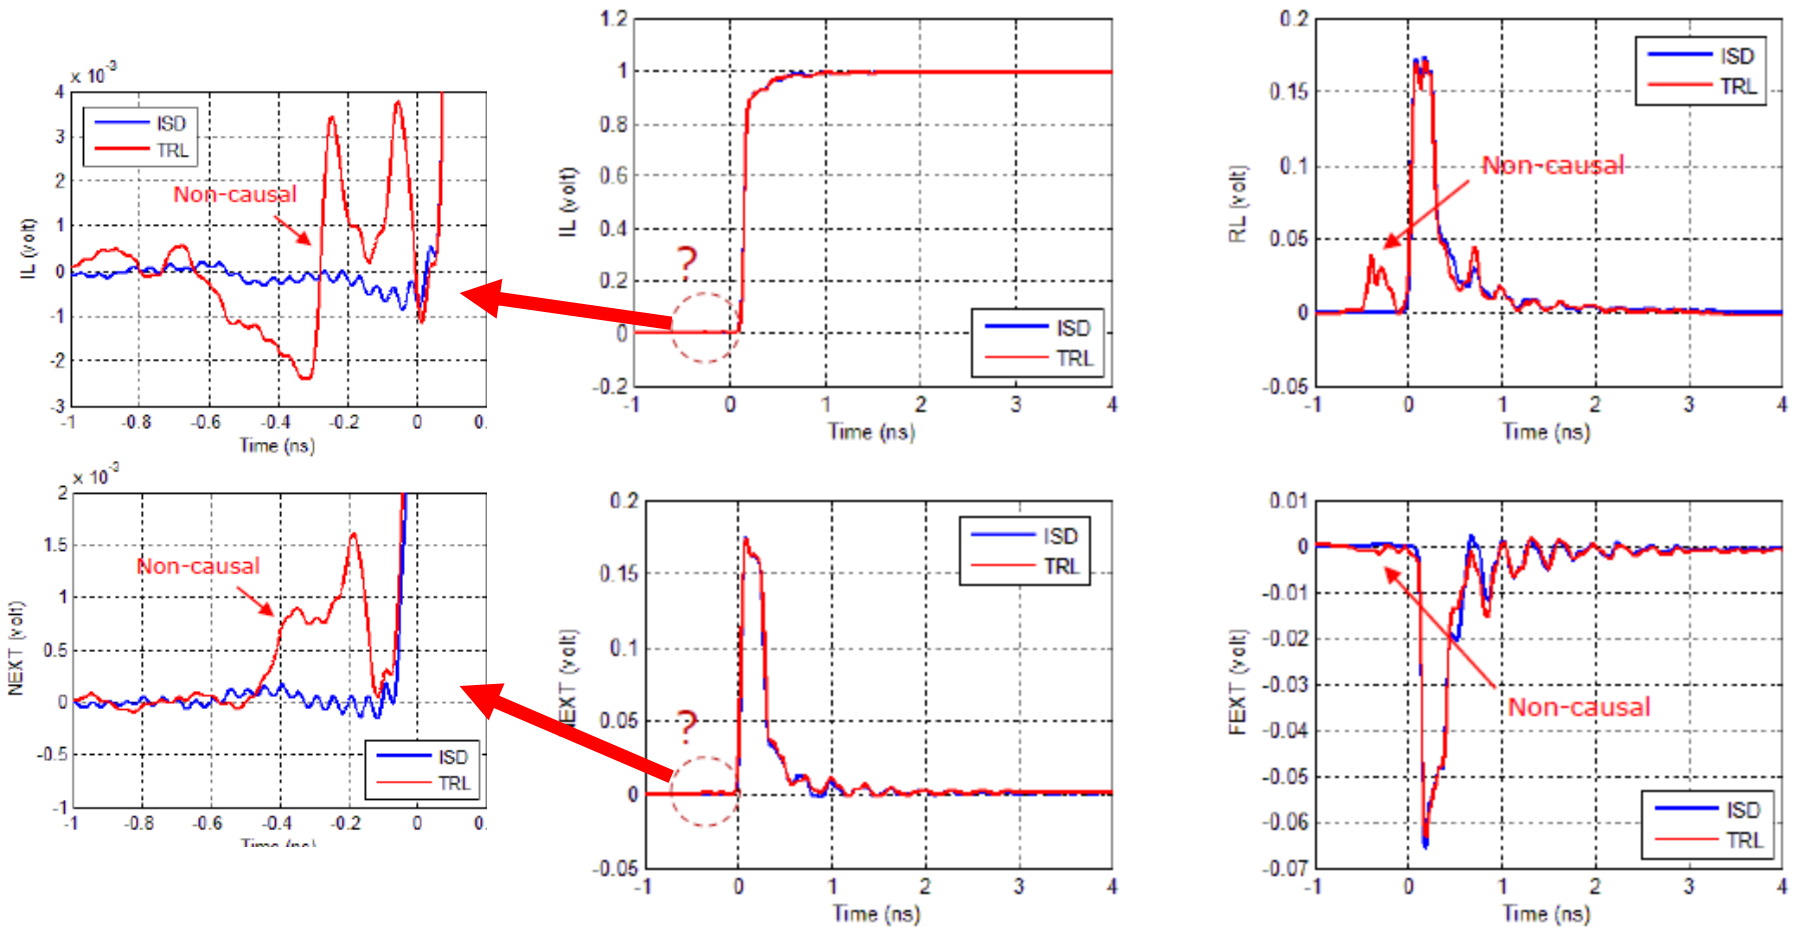 x 10⁻³
4
3
2
1
0
-1
-2
-3
IL (volt)
ISD
TRL
Non-causal
-1 -0.8 -0.6 -0.4 -0.2 0 0.
Time (ns)
1.2
1
0.8
0.6
0.4
0.2
0
-0.2
IL (volt)
?
ISD
TRL
-1 0 1 2 3 4
Time (ns)
0.2
0.15
0.1
0.05
0
-0.05
RL (volt)
ISD
TRL
Non-causal
-1 0 1 2 3 4
Time (ns)
x 10⁻³
2
1.5
1
0.5
0
-0.5
-1
NEXT (volt)
Non-causal
ISD
TRL
-1 -0.8 -0.6 -0.4 -0.2 0 0.
Time (ns)
0.2
0.15
0.1
0.05
0
-0.05
NEXT (volt)
?
ISD
TRL
-1 0 1 2 3 4
Time (ns)
0.01
0
-0.01
-0.02
-0.03
-0.04
-0.05
-0.06
-0.07
FEXT (volt)
Non-causal
ISD
TRL
-1 0 1 2 3 4
Time (ns)